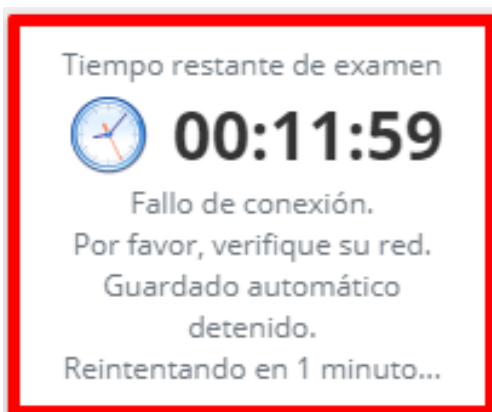 Tiempo restante de examen
00:11:59
Fallo de conexión.
Por favor, verifique su red.
Guardado automático
detenido.
Reintentando en 1 minuto...